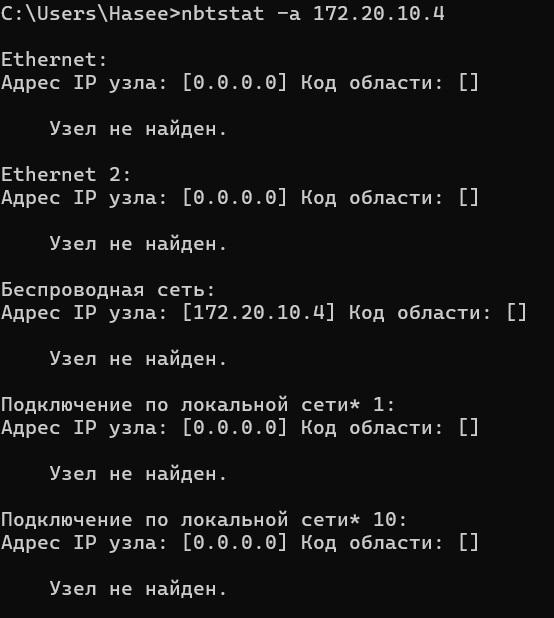 C:\Users\Hasee>nbtstat -a 172.20.10.4
Ethernet:
Адрес IP узла: [0.0.0.0] Код области: []
Узел не найден.
Ethernet 2:
Адрес IP узла: [0.0.0.0] Код области: []
Узел не найден.
Беспроводная сеть:
Адрес IP узла: [172.20.10.4] Код области: []
Узел не найден.
Подключение по локальной сети* 1:
Адрес IP узла: [0.0.0.0] Код области: []
Узел не найден.
Подключение по локальной сети* 10:
Адрес IP узла: [0.0.0.0] Код области: []
Узел не найден.